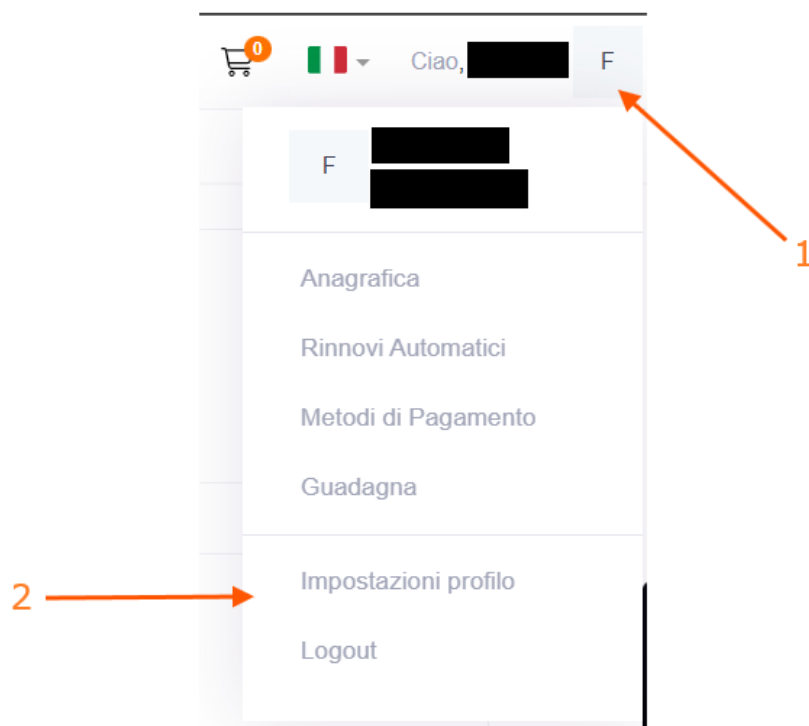 0
Ciao,
F
F
1
Anagrafica
Rinnovi Automatici
Metodi di Pagamento
Guadagna
2
Impostazioni profilo
Logout